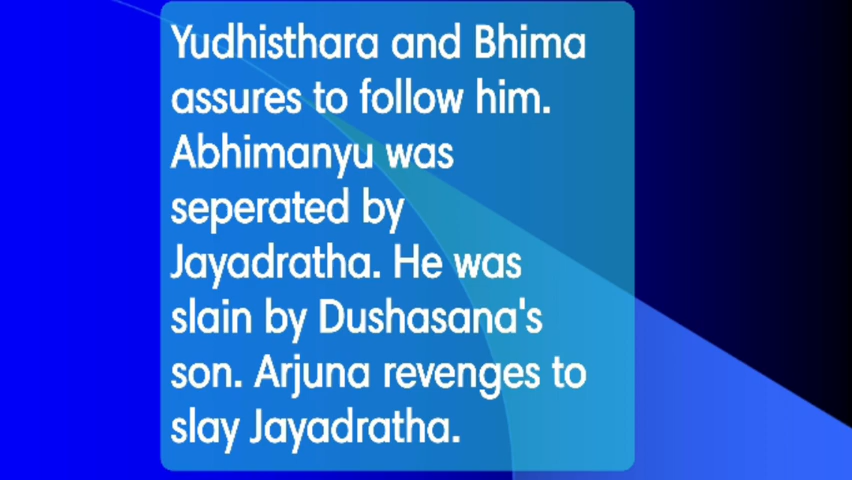 Yudhisthara and Bhima
assures to follow him.
Abhimanyu was
seperated by
Jayadratha. He was
slain by Dushasana's
son. Arjuna revenges to
slay Jayadratha.